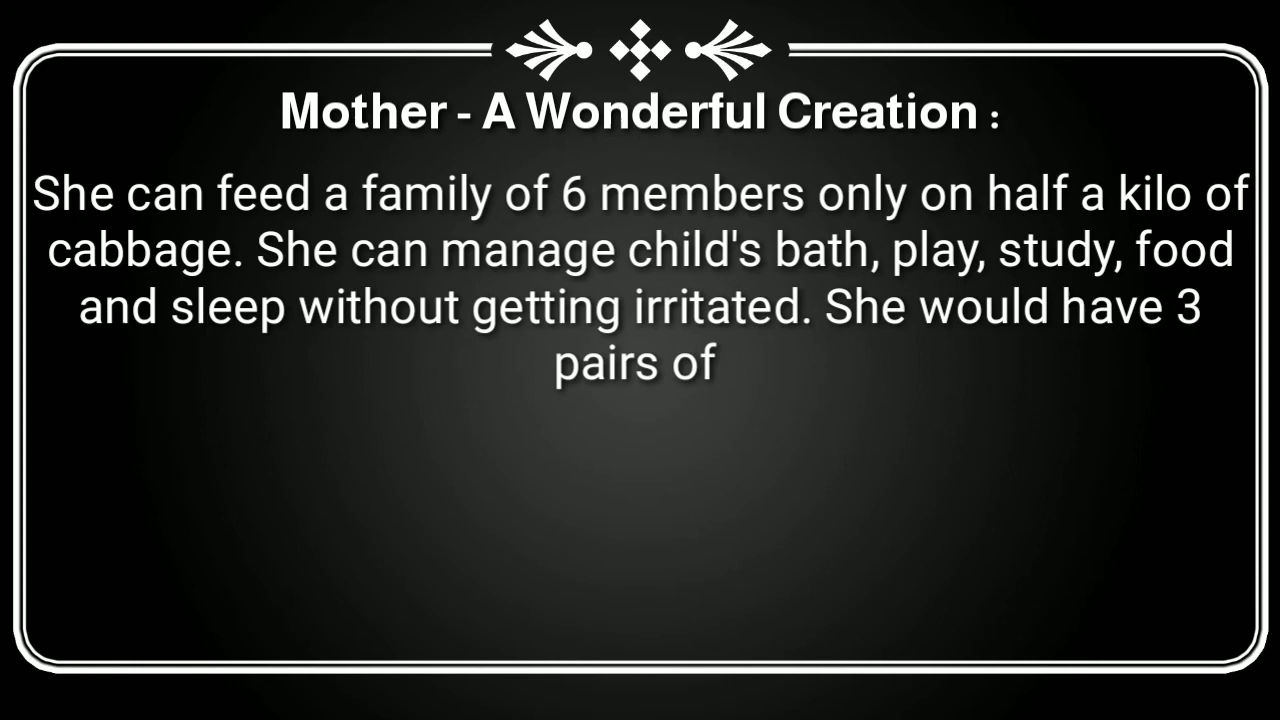 Mother - A Wonderful Creation :
She can feed a family of 6 members only on half a kilo of
cabbage. She can manage child's bath, play, study, food
and sleep without getting irritated. She would have 3
pairs of